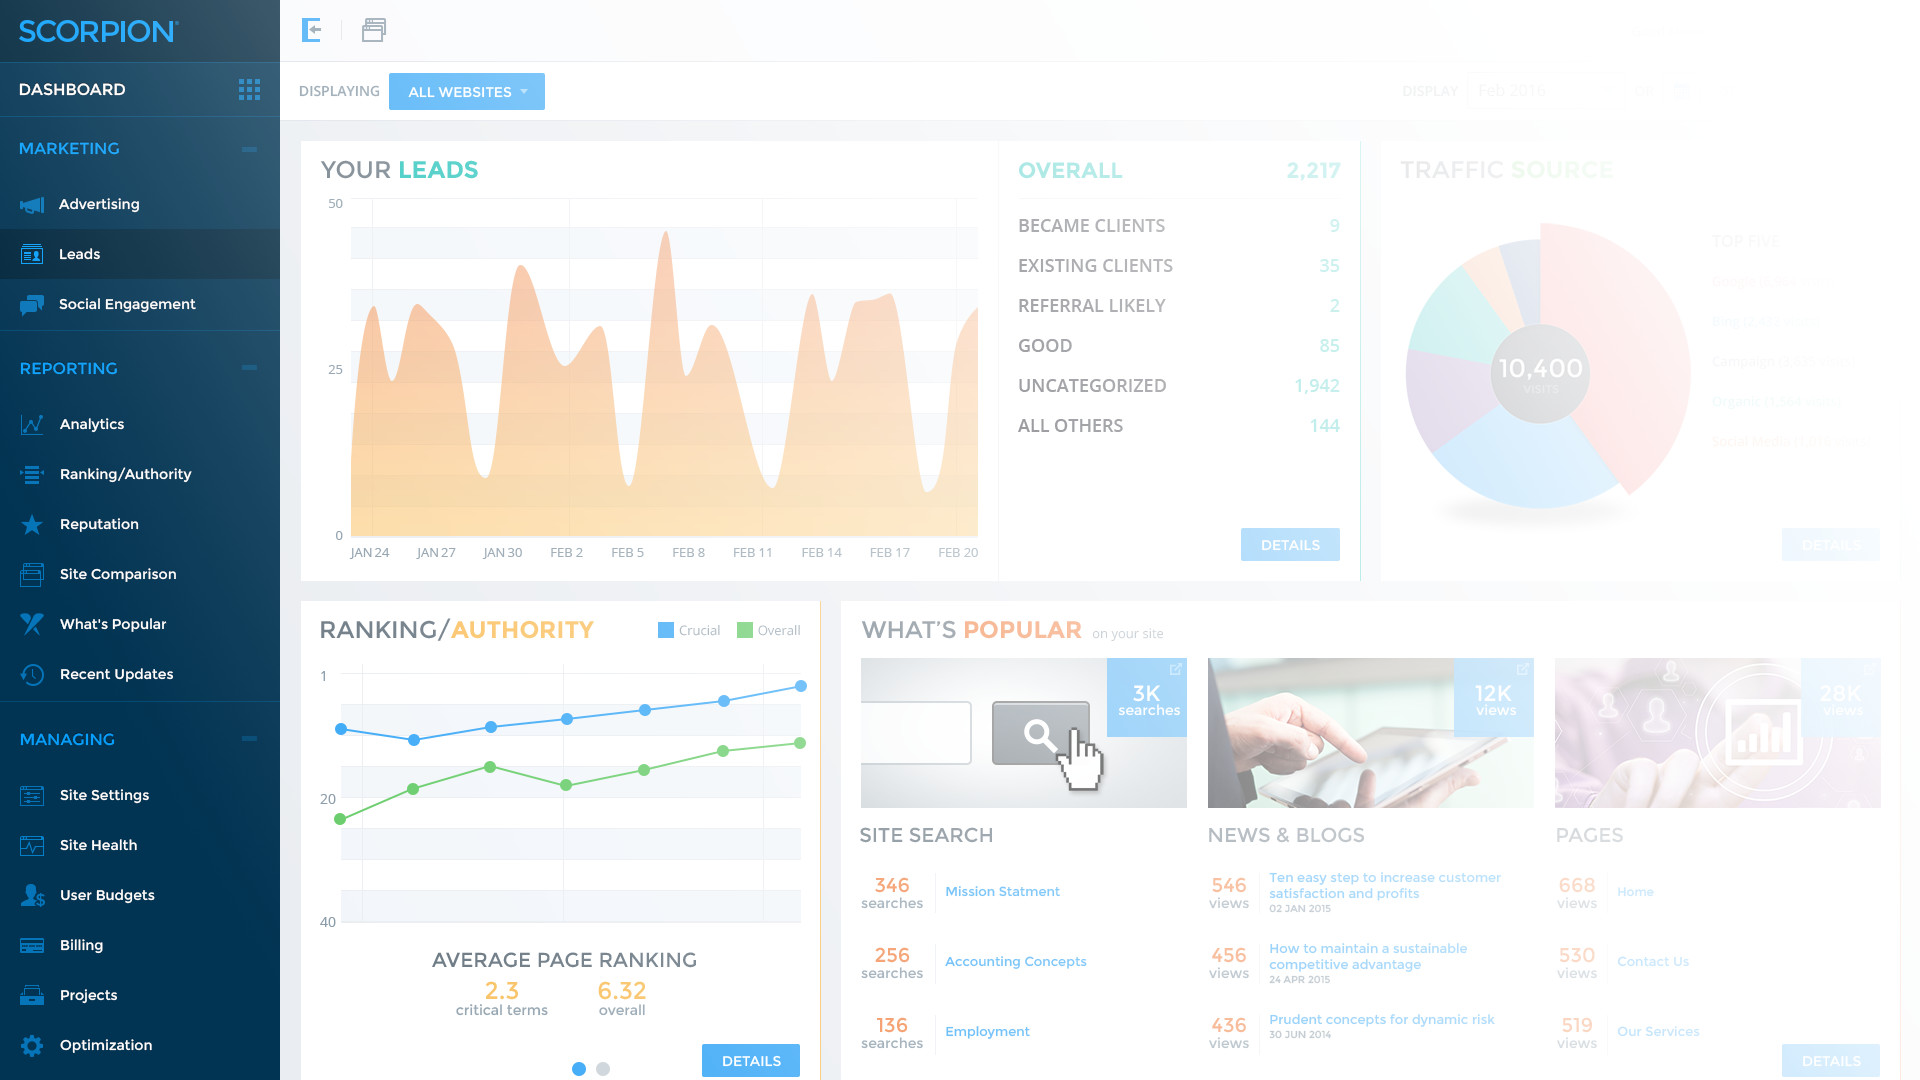 SCORPION
DASHBOARD
MARKETING
Advertising
Leads
Social Engagement
REPORTING
Analytics
Ranking/Authority
Reputation
Site Comparison
What's Popular
Recent Updates
MANAGING
Site Settings
Site Health
User Budgets
Billing
Projects
Optimization
DISPLAYING
ALL WEBSITES
DISPLAY
Feb 2016
OR
YOUR LEADS
50
25
0
JAN 24
JAN 27
JAN 30
FEB 2
FEB 5
FEB 8
FEB 11
FEB 14
FEB 17
FEB 20
OVERALL 2,217
BECAME CLIENTS 9
EXISTING CLIENTS 35
REFERRAL LIKELY 2
GOOD 85
UNCATEGORIZED 1,942
ALL OTHERS 144
DETAILS
TRAFFIC SOURCE
10,400
VISITS
TOP FIVE
Google
Bing
Campaign
Organic
Social Media
DETAILS
RANKING/AUTHORITY
Crucial
Overall
1
20
40
AVERAGE PAGE RANKING
2.3
critical terms
6.32
overall
DETAILS
WHAT'S POPULAR on your site
3K
searches
SITE SEARCH
346
searches
Mission Statment
256
searches
Accounting Concepts
136
searches
Employment
12K
views
NEWS & BLOGS
546
views
Ten easy step to increase customer
satisfaction and profits
02 JAN 2015
456
views
How to maintain a sustainable
competitive advantage
24 APR 2015
436
views
Prudent concepts for dynamic risk
30 JUN 2014
28K
views
PAGES
668
views
Home
530
views
Contact Us
519
views
Our Services
DETAILS